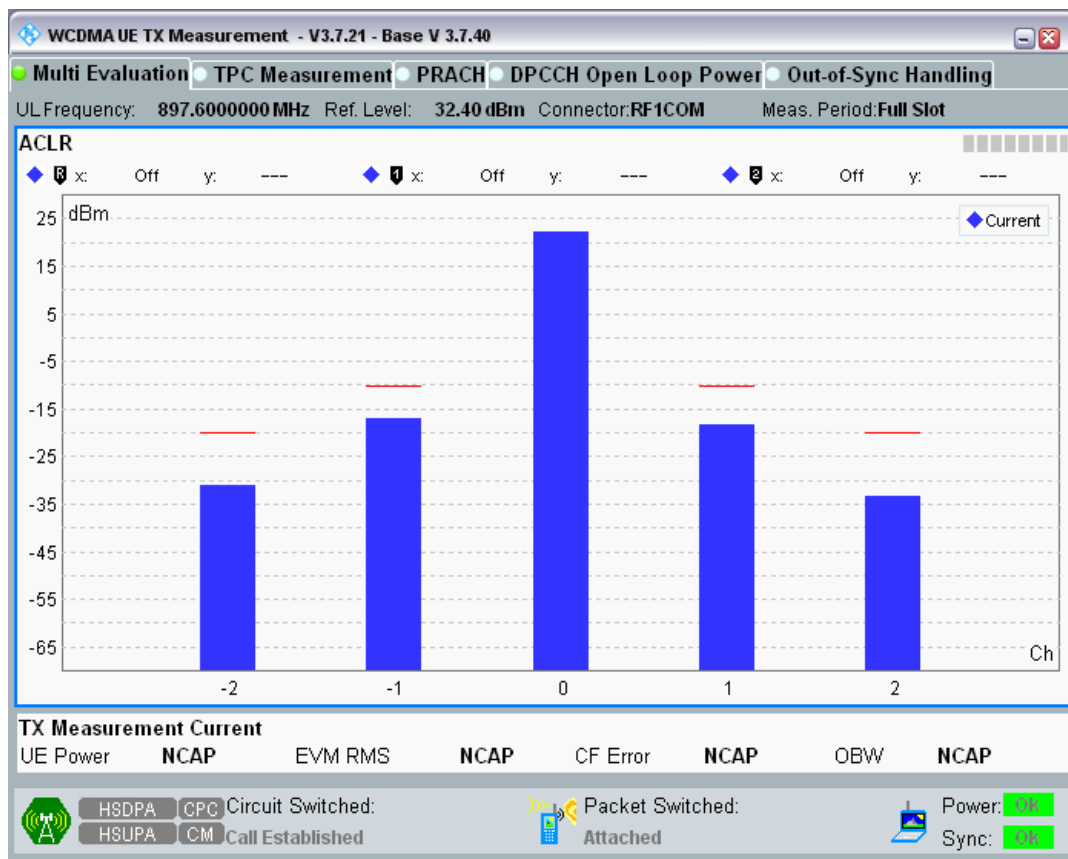 WCDMA UE TX Measurement - V3.7.21 - Base V 3.7.40
Multi Evaluation TPC Measurement PRACH DPCCH Open Loop Power Out-of-Sync Handling
UL Frequency: 897.6000000 MHz Ref. Level: 32.40 dBm Connector:RF1COM Meas. Period:Full Slot
ACLR
R x: Off y: --- 1 x: Off y: --- 2 x: Off y: ---
dBm
Current
25
15
5
-5
-15
-25
-35
-45
-55
-65
Ch
-2 -1 0 1 2
TX Measurement Current
UE Power NCAP EVM RMS NCAP CF Error NCAP OBW NCAP
HSDPA CPC Circuit Switched: Packet Switched: Power: OK
HSUPA CM Call Established Attached Sync: OK